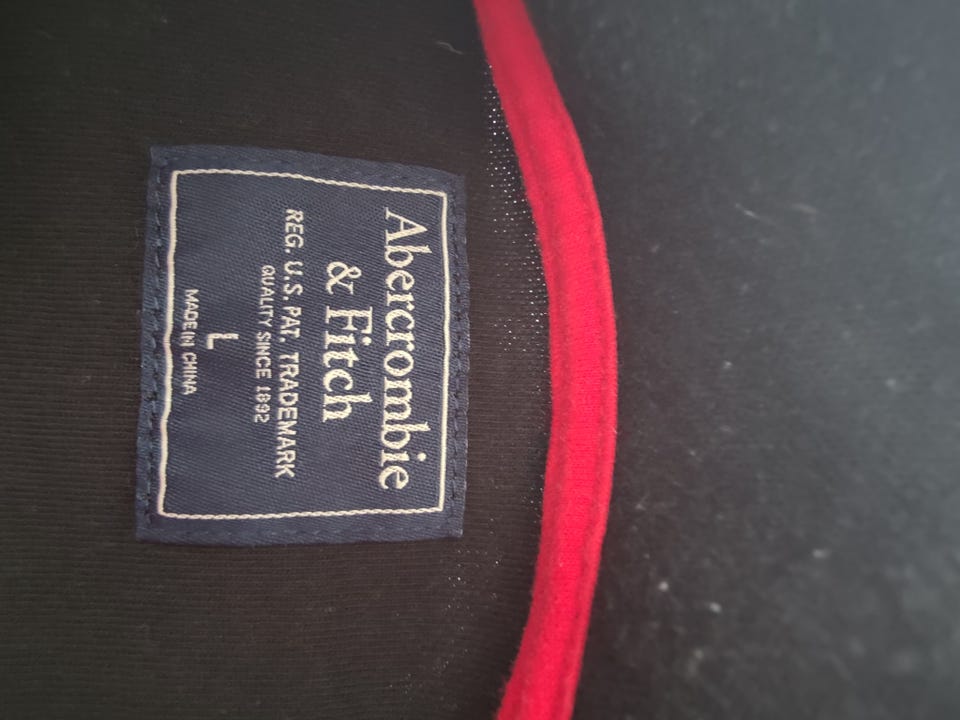 Abercrombie
& Fitch
REG. U.S. PAT. TRADEMARK
QUALITY SINCE 1892
L
MADE IN CHINA